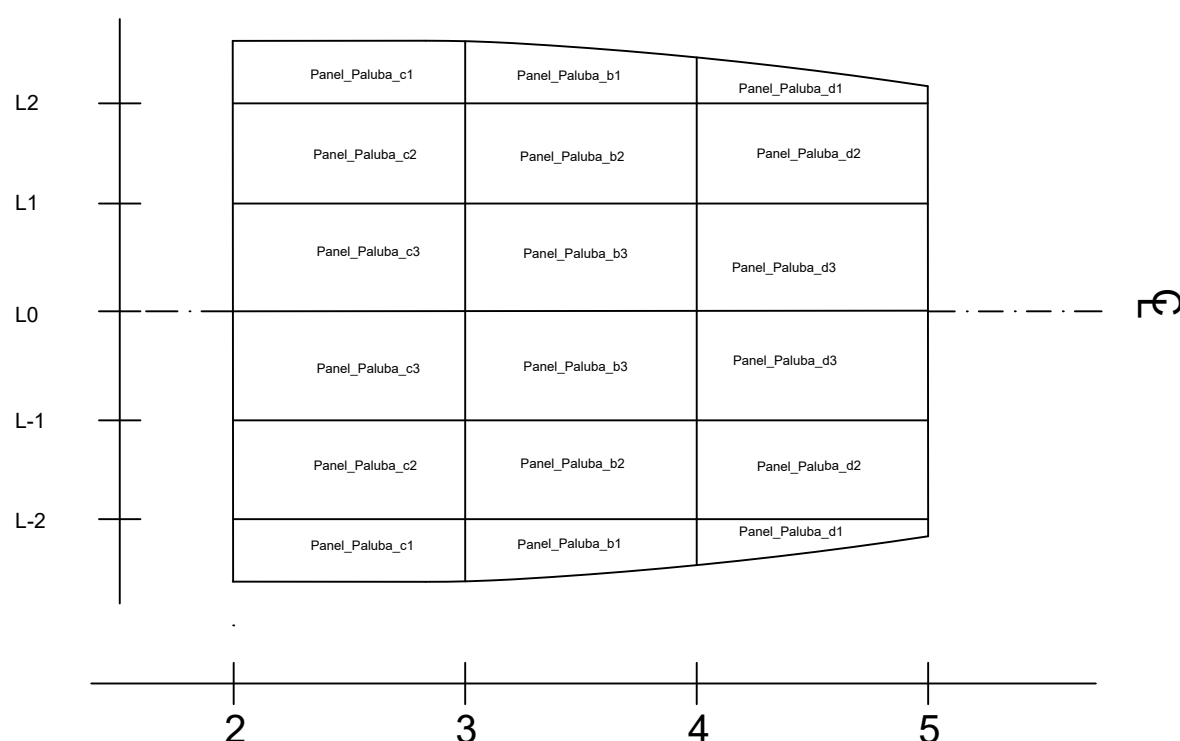 Panel_Paluba_c1 Panel_Paluba_b1 Panel_Paluba_d1
L2
Panel_Paluba_c2 Panel_Paluba_b2 Panel_Paluba_d2
L1
Panel_Paluba_c3 Panel_Paluba_b3 Panel_Paluba_d3
L0
Panel_Paluba_c3 Panel_Paluba_b3 Panel_Paluba_d3
L-1
Panel_Paluba_c2 Panel_Paluba_b2 Panel_Paluba_d2
L-2
Panel_Paluba_c1 Panel_Paluba_b1 Panel_Paluba_d1
2 3 4 5